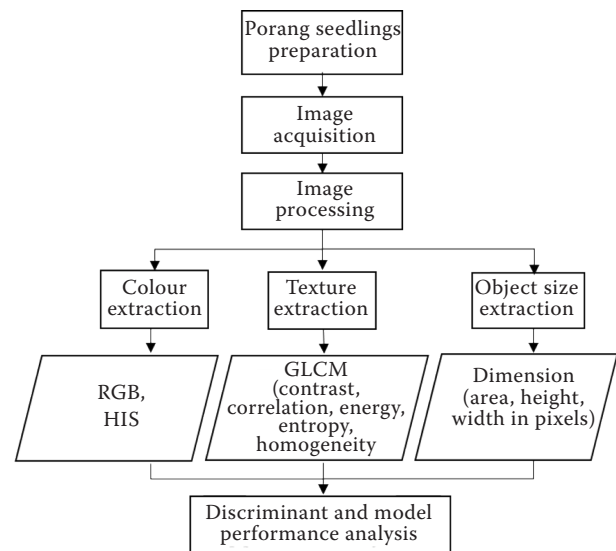 Porang seedlings
preparation
Image
acquisition
Image
processing
Colour
extraction
Texture
extraction
Object size
extraction
RGB,
HIS
GLCM
(contrast,
correlation, energy,
entropy,
homogeneity
Dimension
(area, height,
width in pixels)
Discriminant and model
performance analysis